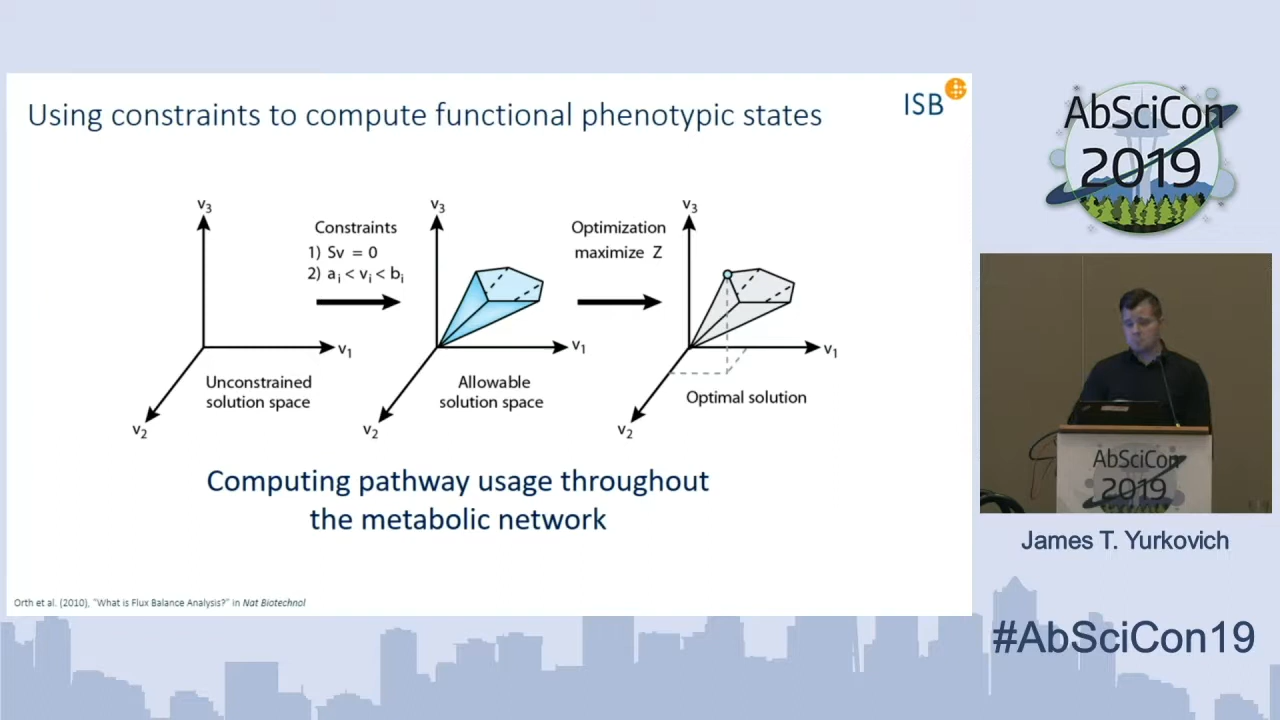 Using constraints to compute functional phenotypic states
ISB
v3
v1
v2
Unconstrained
solution space
Constraints
1) Sv = 0
2) ai < vi < bi
v3
v1
v2
Allowable
solution space
Optimization
maximize Z
v3
v1
v2
Optimal solution
Computing pathway usage throughout
the metabolic network
Orth et al. (2010), "What is Flux Balance Analysis?" in Nat Biotechnol
AbSciCon
2019
AbSciCon
2019
James T. Yurkovich
#AbSciCon19